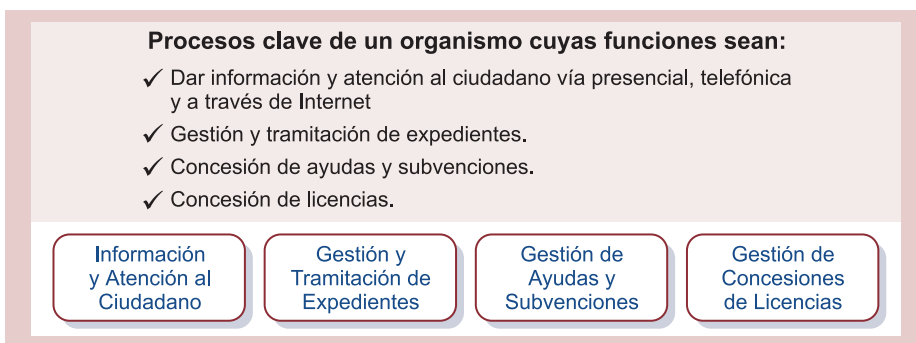 Procesos clave de un organismo cuyas funciones sean:
✓ Dar información y atención al ciudadano vía presencial, telefónica
y a través de Internet
✓ Gestión y tramitación de expedientes.
✓ Concesión de ayudas y subvenciones.
✓ Concesión de licencias.
Información
y Atención al
Ciudadano
Gestión y
Tramitación de
Expedientes
Gestión de
Ayudas y
Subvenciones
Gestión de
Concesiones
de Licencias